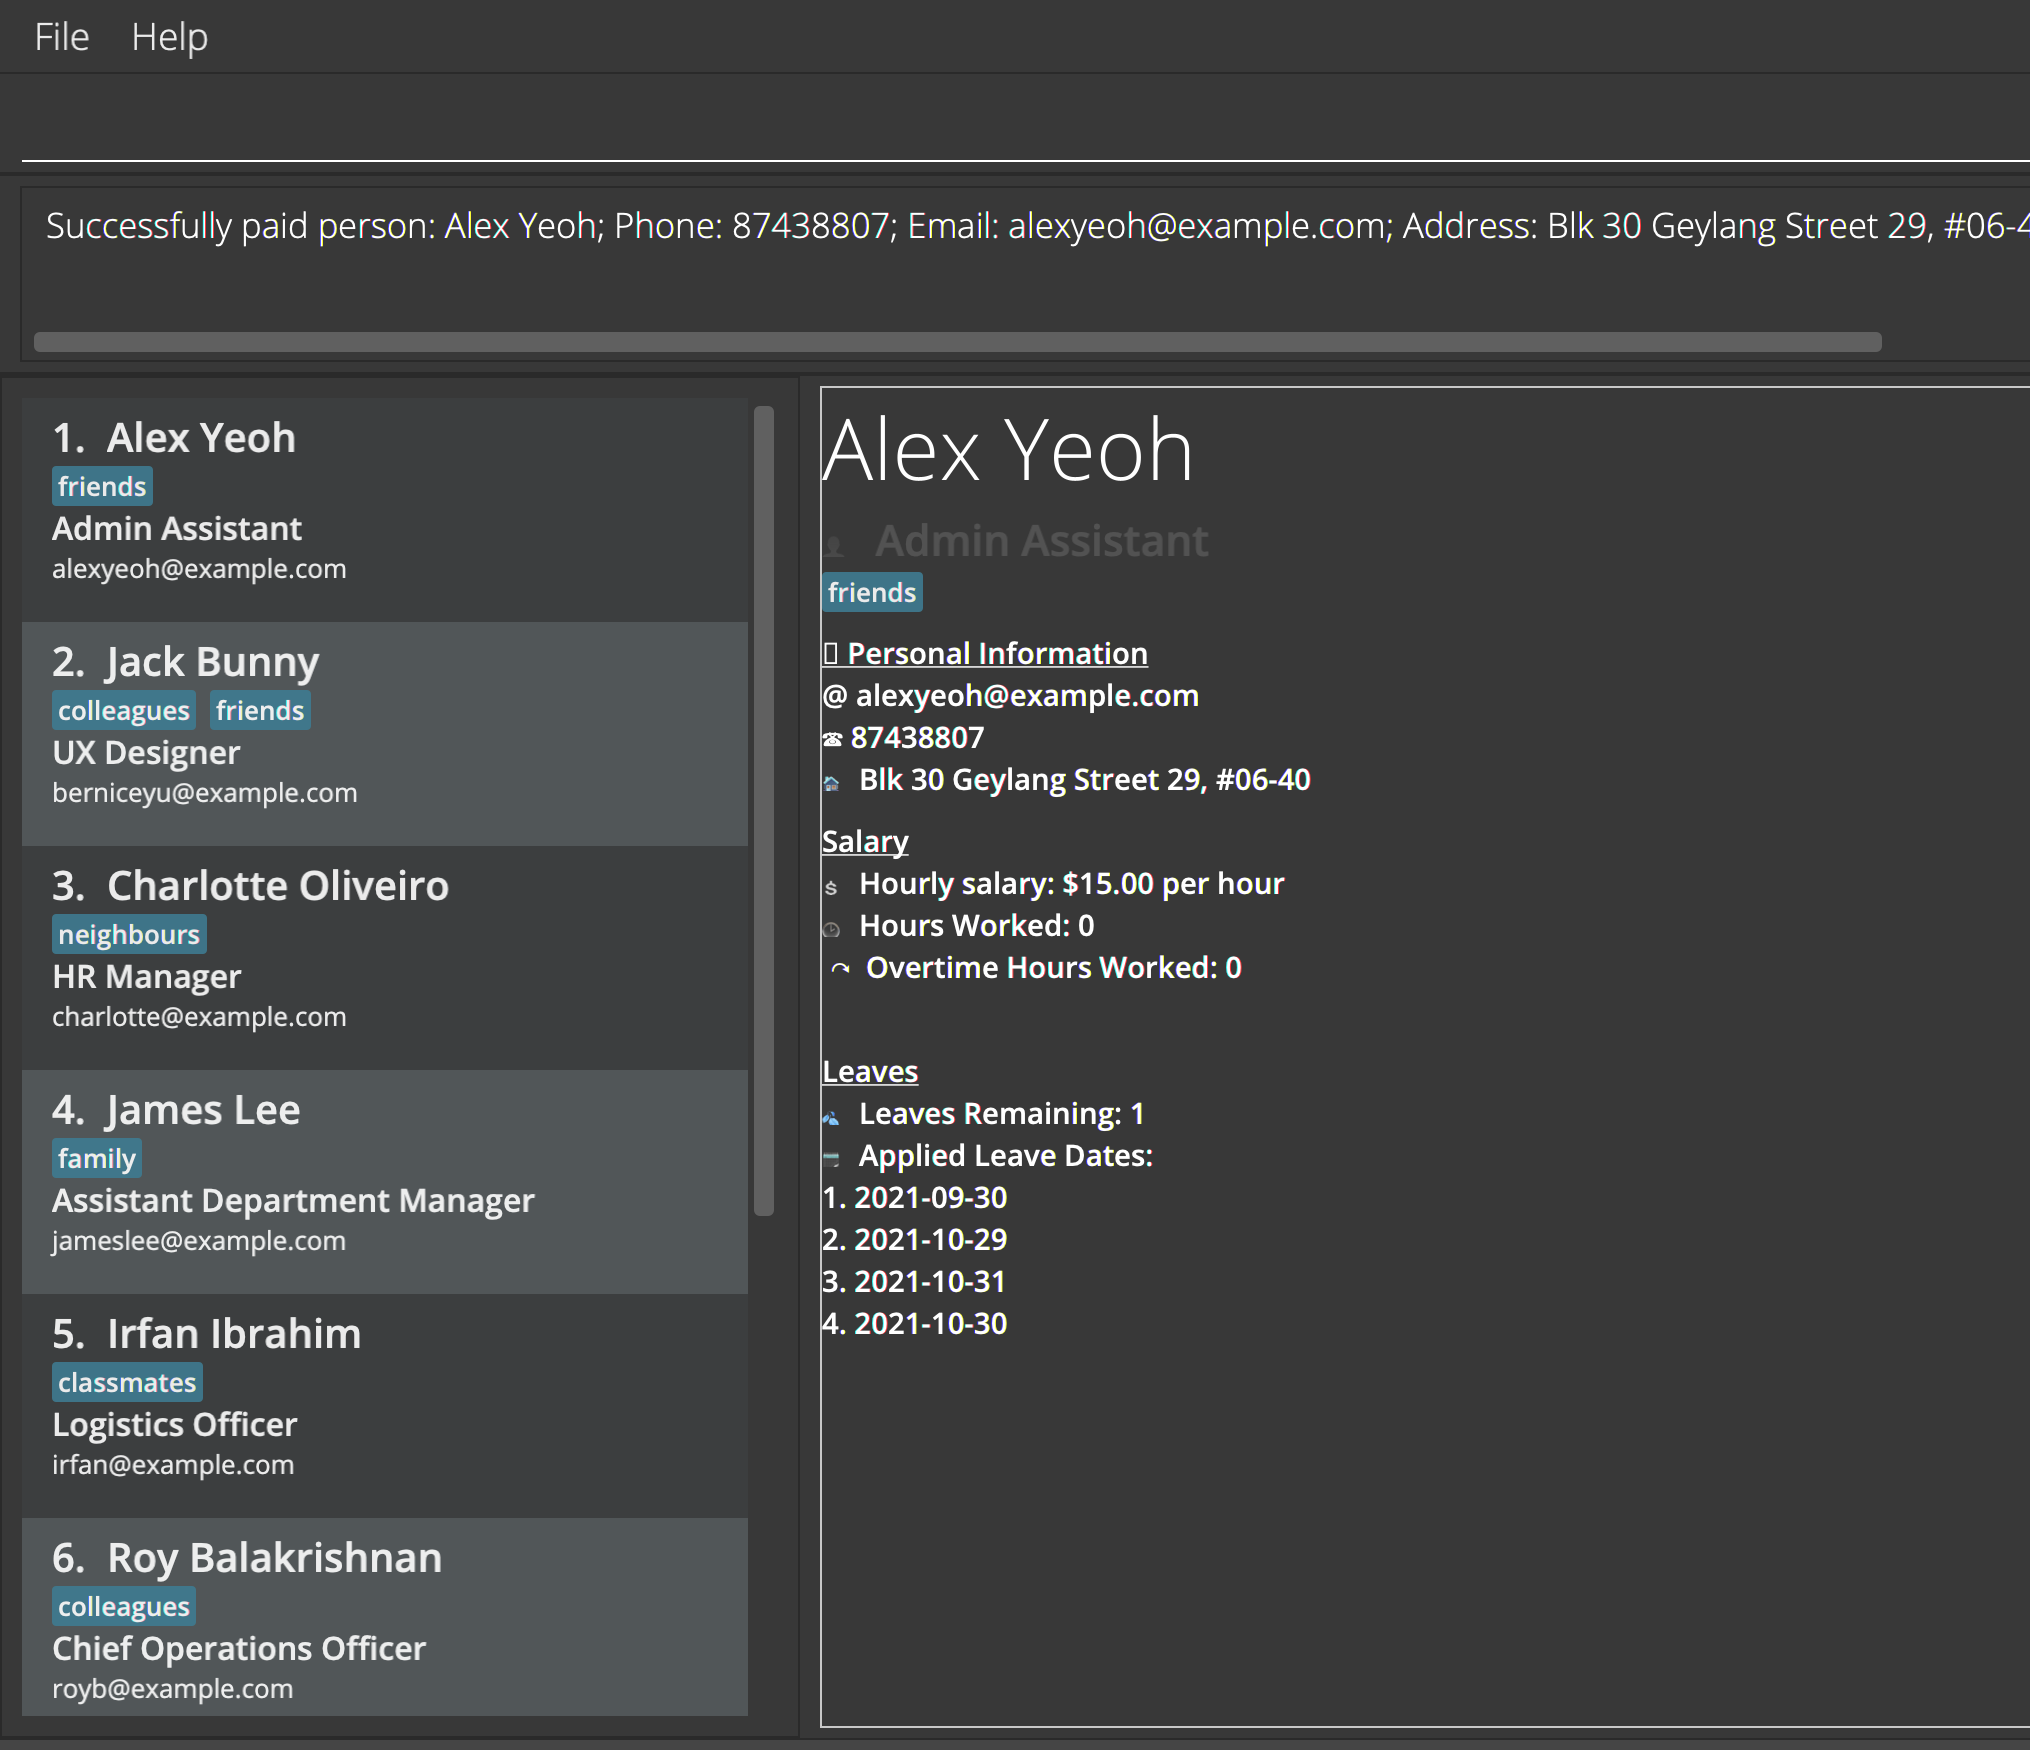 File Help
Successfully paid person: Alex Yeoh; Phone: 87438807; Email: alexyeoh@example.com; Address: Blk 30 Geylang Street 29, #06-4
1. Alex Yeoh
friends
Admin Assistant
alexyeoh@example.com
2. Jack Bunny
colleagues friends
UX Designer
berniceyu@example.com
3. Charlotte Oliveiro
neighbours
HR Manager
charlotte@example.com
4. James Lee
family
Assistant Department Manager
jameslee@example.com
5. Irfan Ibrahim
classmates
Logistics Officer
irfan@example.com
6. Roy Balakrishnan
colleagues
Chief Operations Officer
royb@example.com
Alex Yeoh
Admin Assistant
friends
Personal Information
@ alexyeoh@example.com
☎ 87438807
Blk 30 Geylang Street 29, #06-40
Salary
$ Hourly salary: $15.00 per hour
Hours Worked: 0
Overtime Hours Worked: 0
Leaves
Leaves Remaining: 1
Applied Leave Dates:
1. 2021-09-30
2. 2021-10-29
3. 2021-10-31
4. 2021-10-30